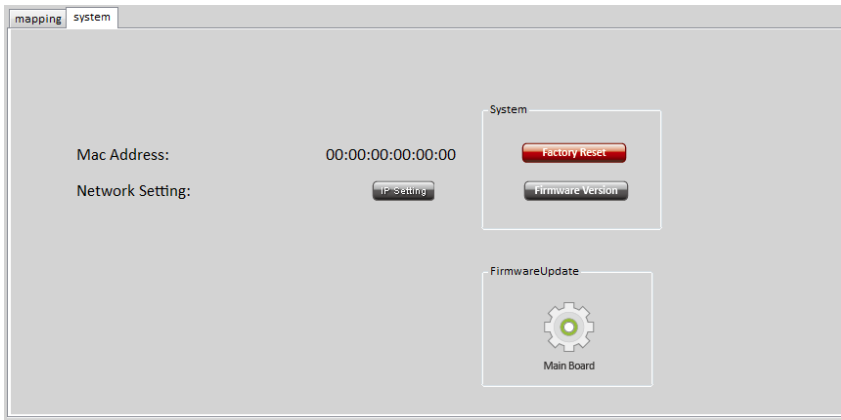 mapping system
System
Mac Address: 00:00:00:00:00:00 Factory Reset
Network Setting: IP Setting Firmware Version
FirmwareUpdate
Main Board